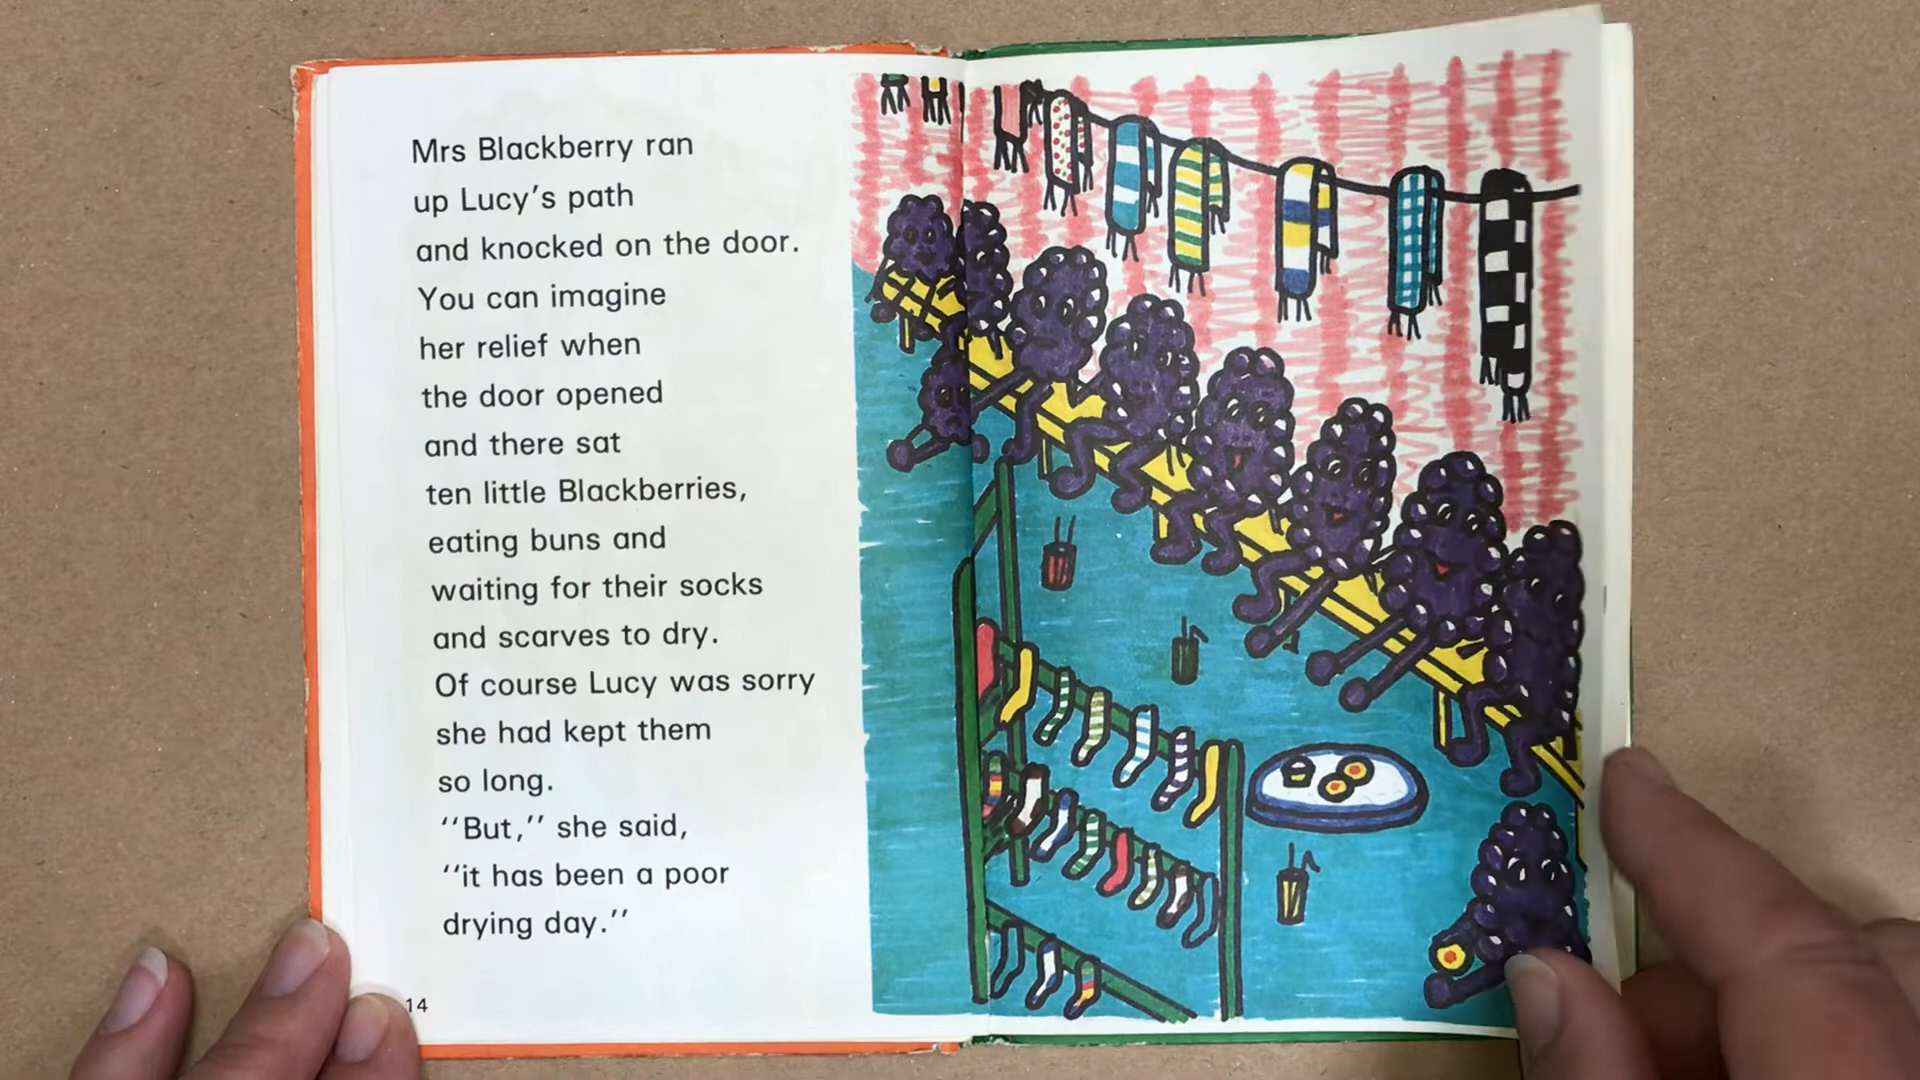 Mrs Blackberry ran
up Lucy's path
and knocked on the door.
You can imagine
her relief when
the door opened
and there sat
ten little Blackberries,
eating buns and
waiting for their socks
and scarves to dry.
Of course Lucy was sorry
she had kept them
so long.
''But,'' she said,
''it has been a poor
drying day.''
14